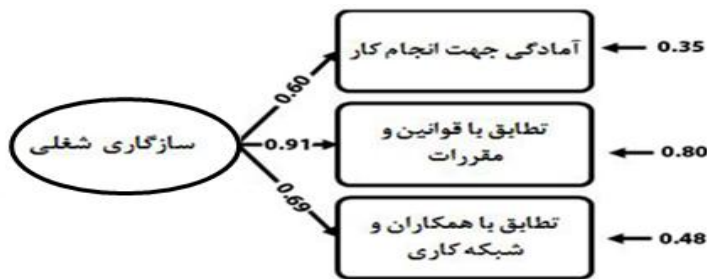 آمادگی جهت انجام کار
0.35
0.60
سازگاری شغلی
0.91
تطابق با قوانین و
مقررات
0.80
0.69
تطابق با همکاران و
شبکه کاری
0.48